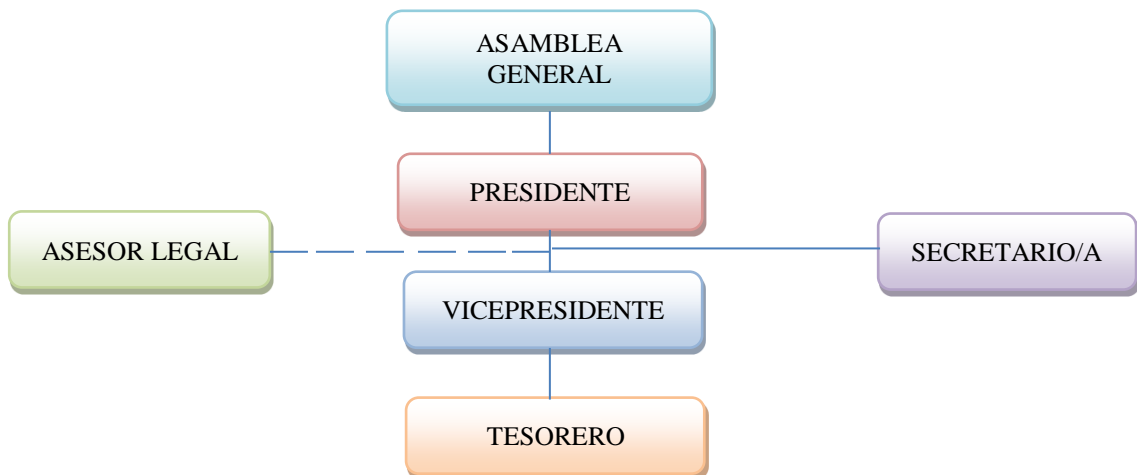 ASAMBLEA
GENERAL
PRESIDENTE
ASESOR LEGAL
SECRETARIO/A
VICEPRESIDENTE
TESORERO